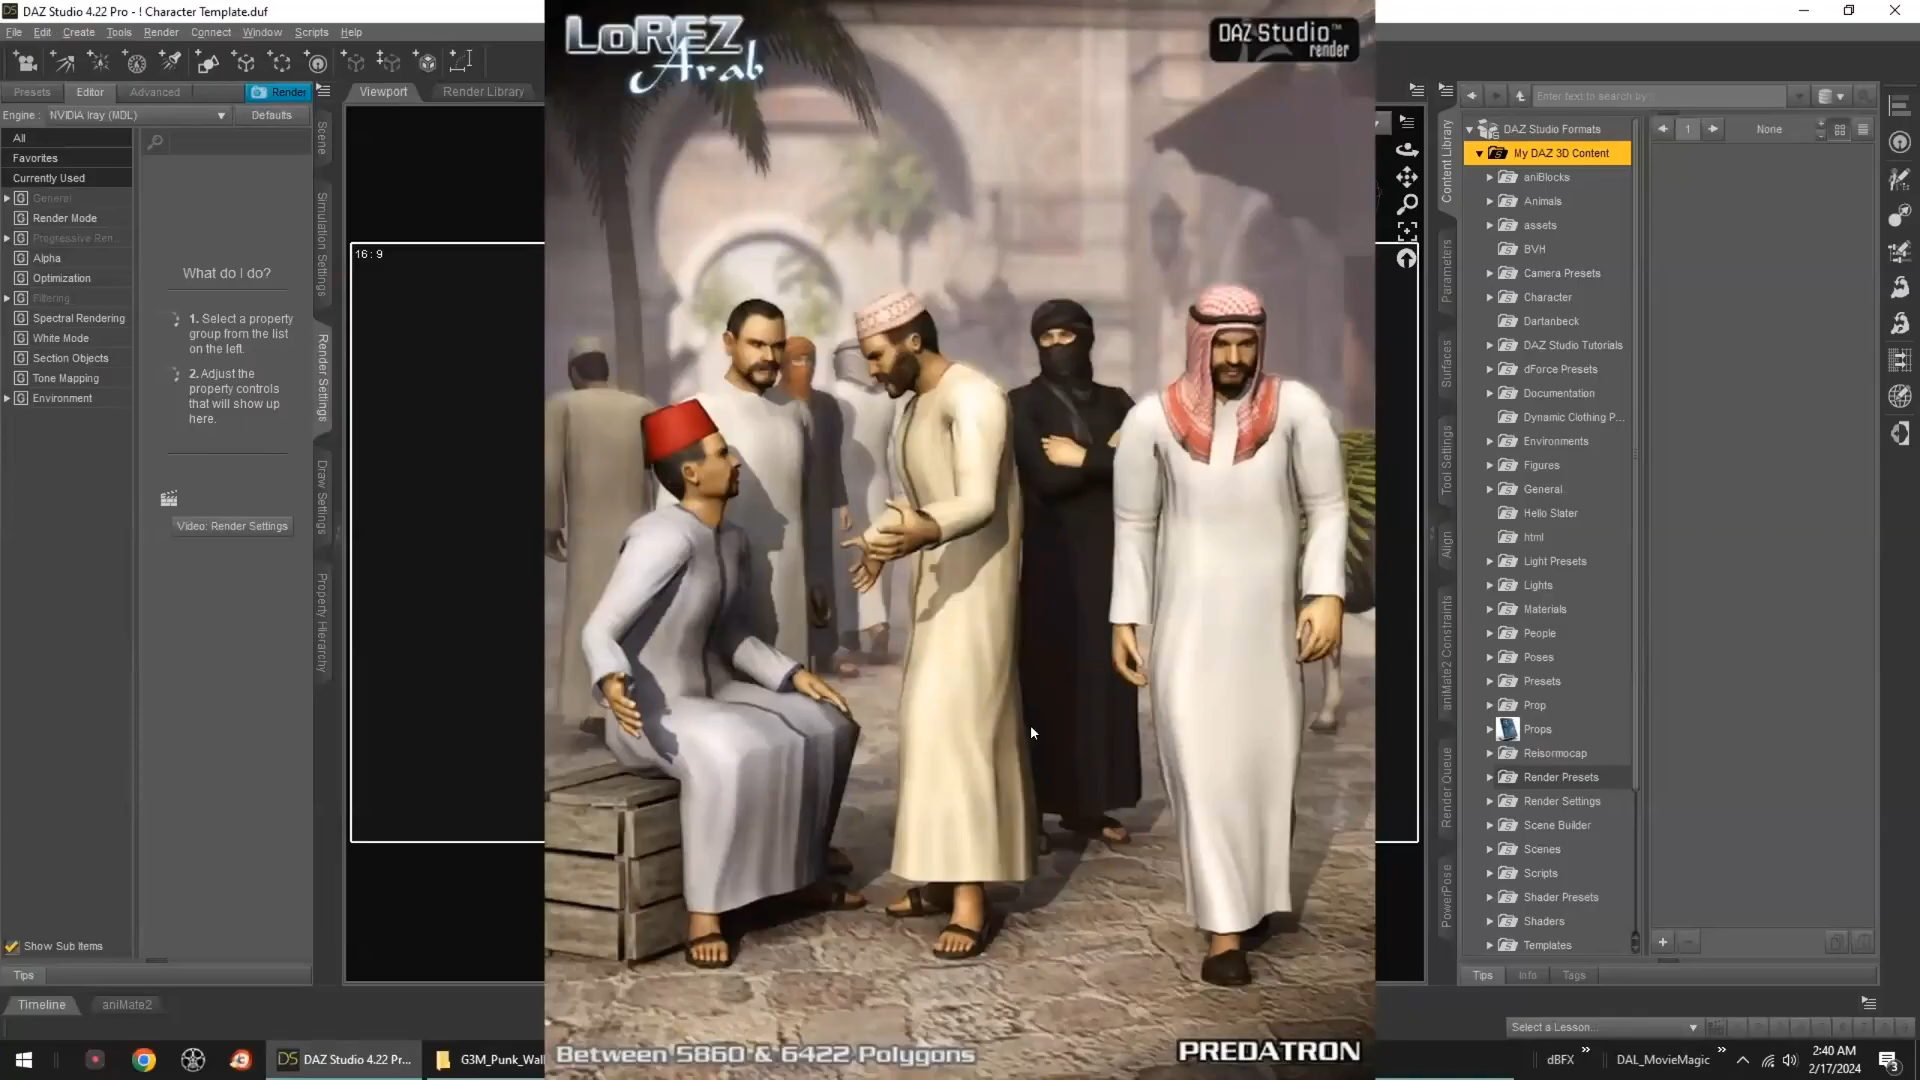 DAZ Studio 4.22 Pro - ! Character Template.duf
File Edit Create Tools Render Connect Window Scripts Help
LoREZ
Arab
DAZ Studio™
render
Presets Editor Advanced Render
Viewport Render Library
Engine : NVIDIA Iray (MDL) Defaults
All
Favorites
Currently Used
General
Render Mode
Progressive Ren...
Alpha
Optimization
Filtering
Spectral Rendering
White Mode
Section Objects
Tone Mapping
Environment
What do I do?
1. Select a property
group from the list
on the left.
2. Adjust the
property controls
that will show up
here.
Video: Render Settings
Show Sub Items
Tips
Scene
Simulation Settings
Render Settings
Draw Settings
Property Hierarchy
16 : 9
Between 5860 & 6422 Polygons
PREDATRON
Content Library
Parameters
Surfaces
Tool Settings
Align
aniMate2 Constraints
Render Queue
PowerPose
Enter text to search by...
DAZ Studio Formats
My DAZ 3D Content
aniBlocks
Animals
assets
BVH
Camera Presets
Character
Dartanbeck
DAZ Studio Tutorials
dForce Presets
Documentation
Dynamic Clothing P...
Environments
Figures
General
Hello Slater
html
Light Presets
Lights
Materials
People
Poses
Presets
Prop
Props
Reisormocap
Render Presets
Render Settings
Scene Builder
Scenes
Scripts
Shader Presets
Shaders
Templates
1 None
Tips Info Tags
Timeline aniMate2
Select a Lesson...
DAZ Studio 4.22 Pr...
G3M_Punk_Wal
dBFX
DAL_MovieMagic
2:40 AM
2/17/2024
3